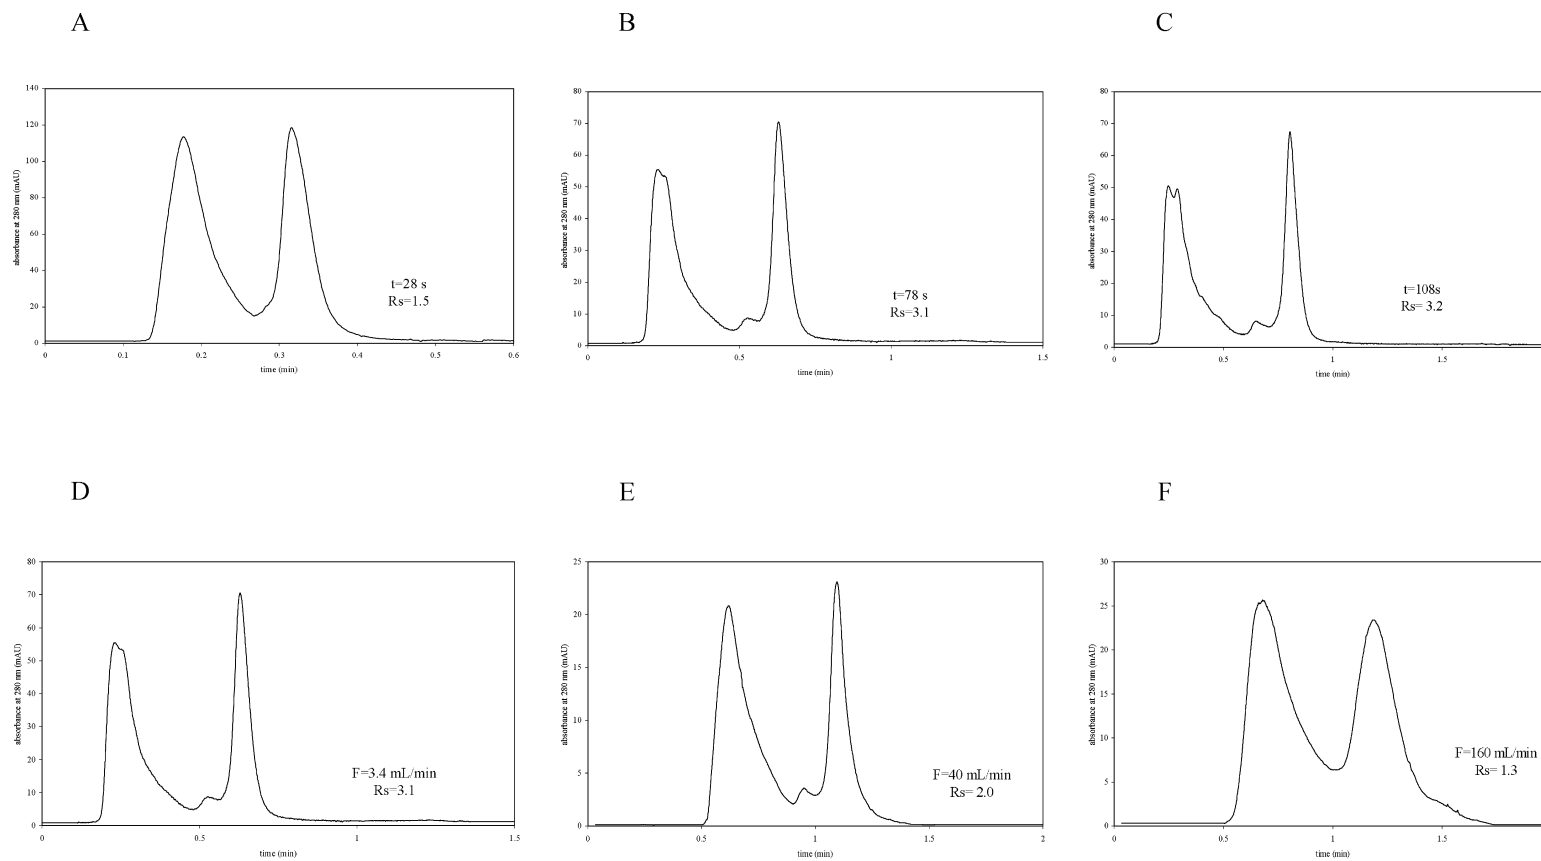 A
B
C
140
120
100
80
60
40
20
0
absorbance at 280 nm (mAU)
0
0.1
0.2
0.3
0.4
0.5
0.6
time (min)
t=28 s
Rs=1.5
80
70
60
50
40
30
20
10
0
absorbance at 280 nm (mAU)
0
0.5
1
1.5
time (min)
t=78 s
Rs=3.1
80
70
60
50
40
30
20
10
0
absorbance at 280 nm (mAU)
0
0.5
1
1.5
time (min)
t=108s
Rs= 3.2
D
E
F
80
70
60
50
40
30
20
10
0
absorbance at 280 nm (mAU)
0
0.5
1
1.5
time (min)
F=3.4 mL/min
Rs=3.1
25
20
15
10
5
0
absorbance at 280 nm (mAU)
0
0.5
1
1.5
2
time (min)
F=40 mL/min
Rs= 2.0
30
25
20
15
10
5
0
absorbance at 280 nm (mAU)
0
0.5
1
1.5
time (min)
F=160 mL/min
Rs= 1.3